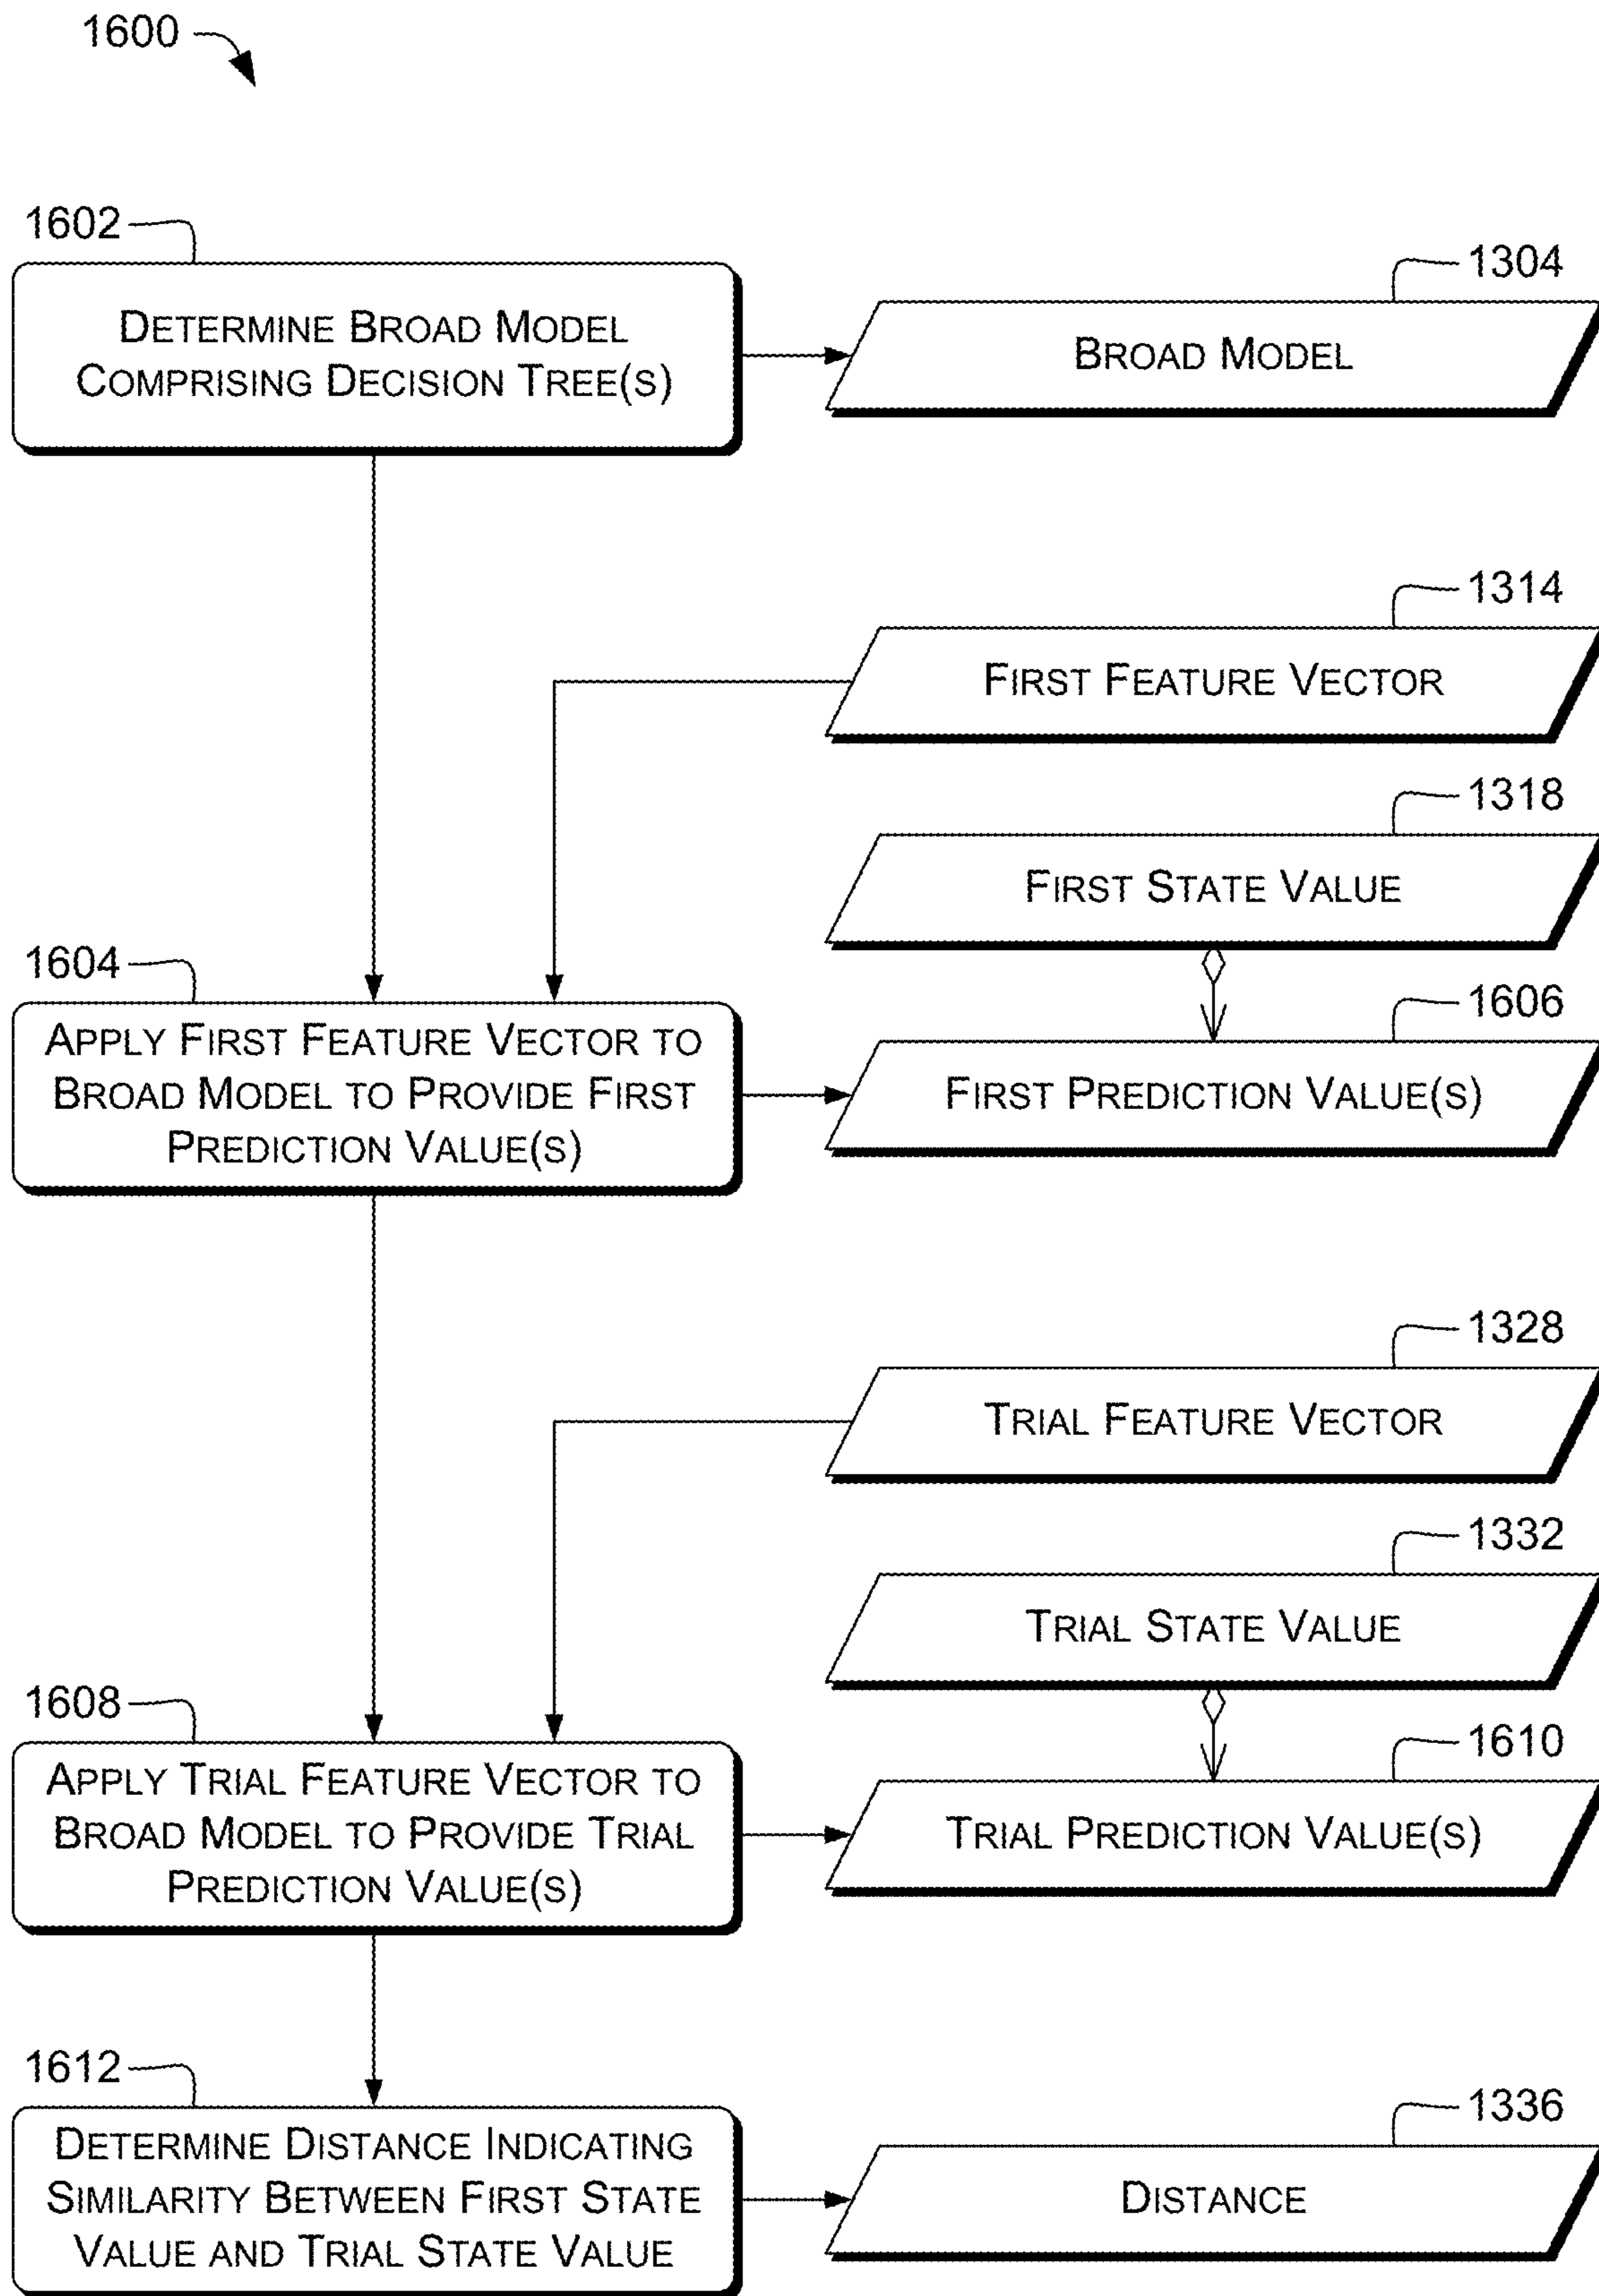 1600
1602
DETERMINE BROAD MODEL
COMPRISING DECISION TREE(S)
1304
BROAD MODEL
1314
FIRST FEATURE VECTOR
1318
FIRST STATE VALUE
1604
APPLY FIRST FEATURE VECTOR TO
BROAD MODEL TO PROVIDE FIRST
PREDICTION VALUE(S)
1606
FIRST PREDICTION VALUE(S)
1328
TRIAL FEATURE VECTOR
1332
TRIAL STATE VALUE
1608
APPLY TRIAL FEATURE VECTOR TO
BROAD MODEL TO PROVIDE TRIAL
PREDICTION VALUE(S)
1610
TRIAL PREDICTION VALUE(S)
1612
DETERMINE DISTANCE INDICATING
SIMILARITY BETWEEN FIRST STATE
VALUE AND TRIAL STATE VALUE
1336
DISTANCE